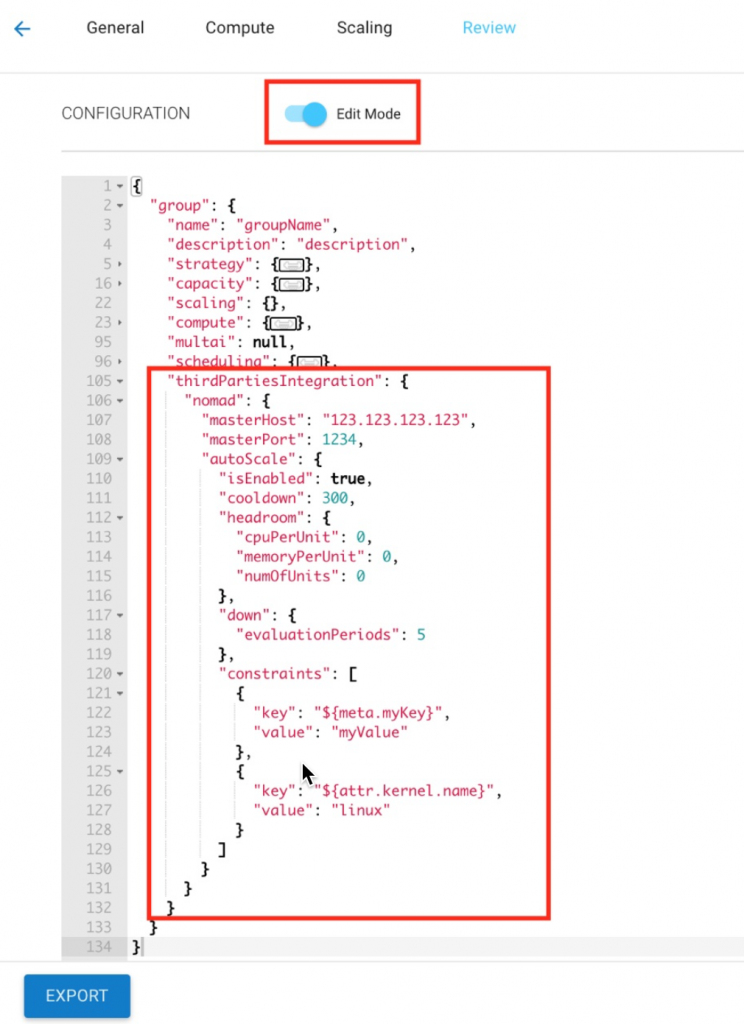 General Compute Scaling Review
CONFIGURATION Edit Mode
1 {
2 "group": {
3 "name": "groupName",
4 "description": "description",
5 "strategy": {},
16 "capacity": {},
22 "scaling": {},
23 "compute": {},
95 "multai": null,
96 "scheduling": {},
105 "thirdPartiesIntegration": {
106 "nomad": {
107 "masterHost": "123.123.123.123",
108 "masterPort": 1234,
109 "autoScale": {
110 "isEnabled": true,
111 "cooldown": 300,
112 "headroom": {
113 "cpuPerUnit": 0,
114 "memoryPerUnit": 0,
115 "numOfUnits": 0
116 },
117 "down": {
118 "evaluationPeriods": 5
119 },
120 "constraints": [
121 {
122 "key": "${meta.myKey}",
123 "value": "myValue"
124 },
125 {
126 "key": "${attr.kernel.name}",
127 "value": "linux"
128 }
129 ]
130 }
131 }
132 }
133 }
134 }
EXPORT